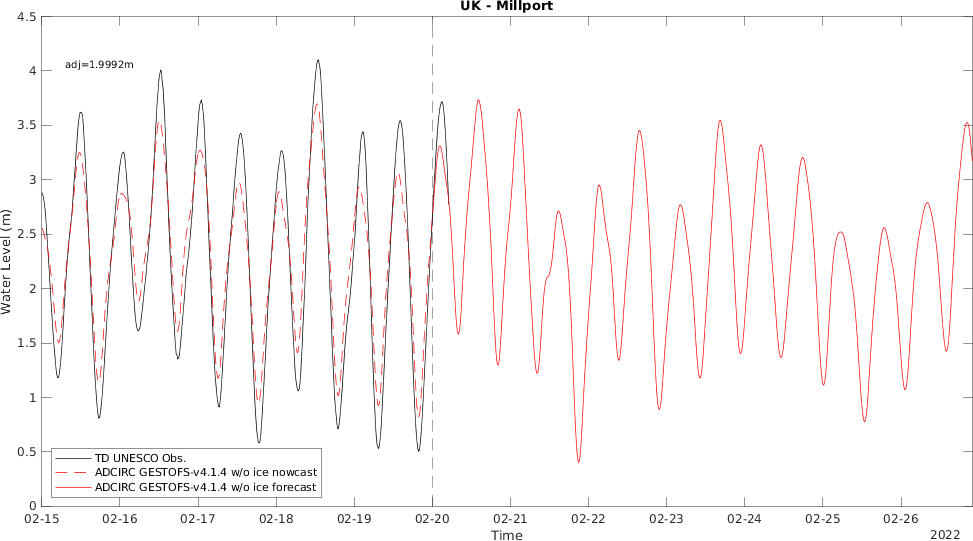 UK - Millport
adj=1.9992m
4.5
4
3.5
3
2.5
2
1.5
1
0.5
0
Water Level (m)
TD UNESCO Obs.
ADCIRC GESTOFS-v4.1.4 w/o ice nowcast
ADCIRC GESTOFS-v4.1.4 w/o ice forecast
02-15 02-16 02-17 02-18 02-19 02-20 02-21 02-22 02-23 02-24 02-25 02-26
Time
2022